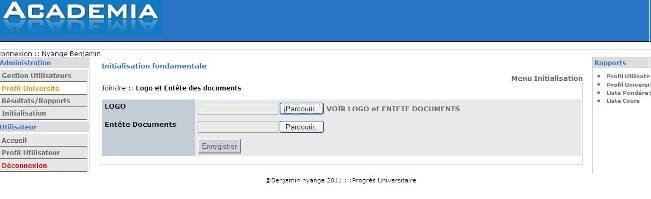 ACADEMIA
connexion :: Nyange Benjamin
Administration
Gestion Utilisateurs
Profil Université
Résultats/Rapports
Initialisation
Utilisateur
Accueil
Profil Utilisateur
Déconnexion
Initialisation fondamentale
Menu Initialisation
Joindre :: Logo et Entête des documents
LOGO
Parcourir...
VOIR LOGO et ENTETE DOCUMENTS
Entête Documents
Parcourir...
Enregistrer
Rapports
Profil Utilisate
Profil Universit
Liste Pondérat
Liste Cours
©Benjamin nyange 2011 :::Progrès Universitaire